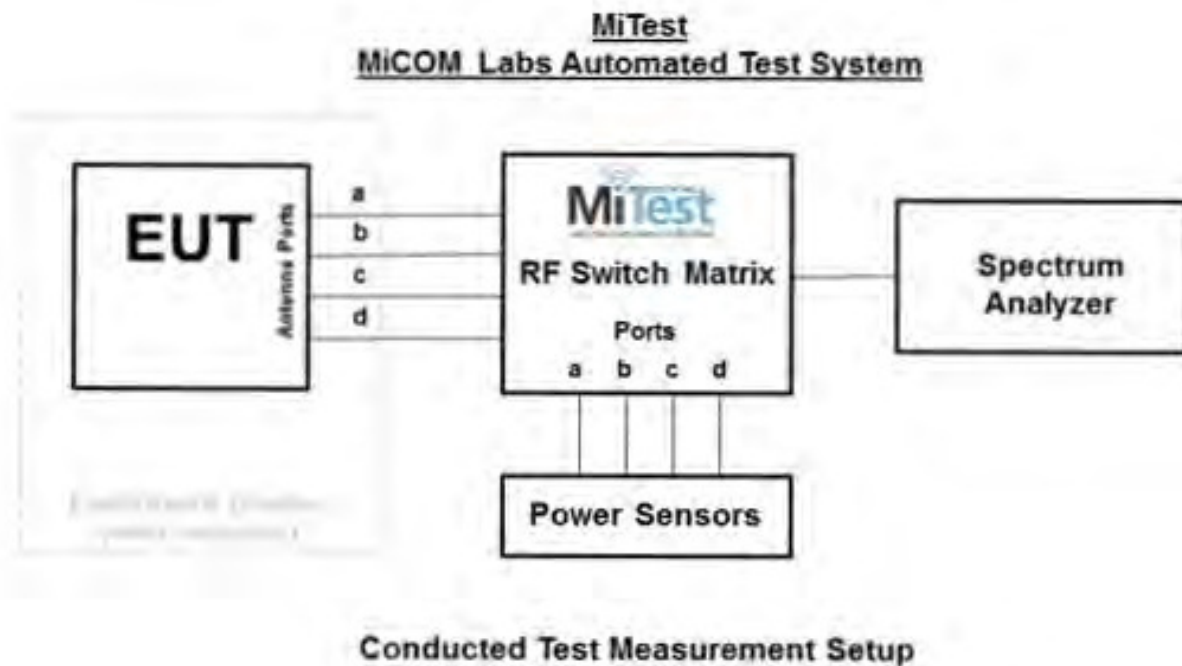 MiTest
MiCOM Labs Automated Test System
EUT
Antenna Ports
a
b
c
d
MiTest
RF Switch Matrix
Ports
a b c d
Spectrum
Analyzer
Power Sensors
Conducted Test Measurement Setup